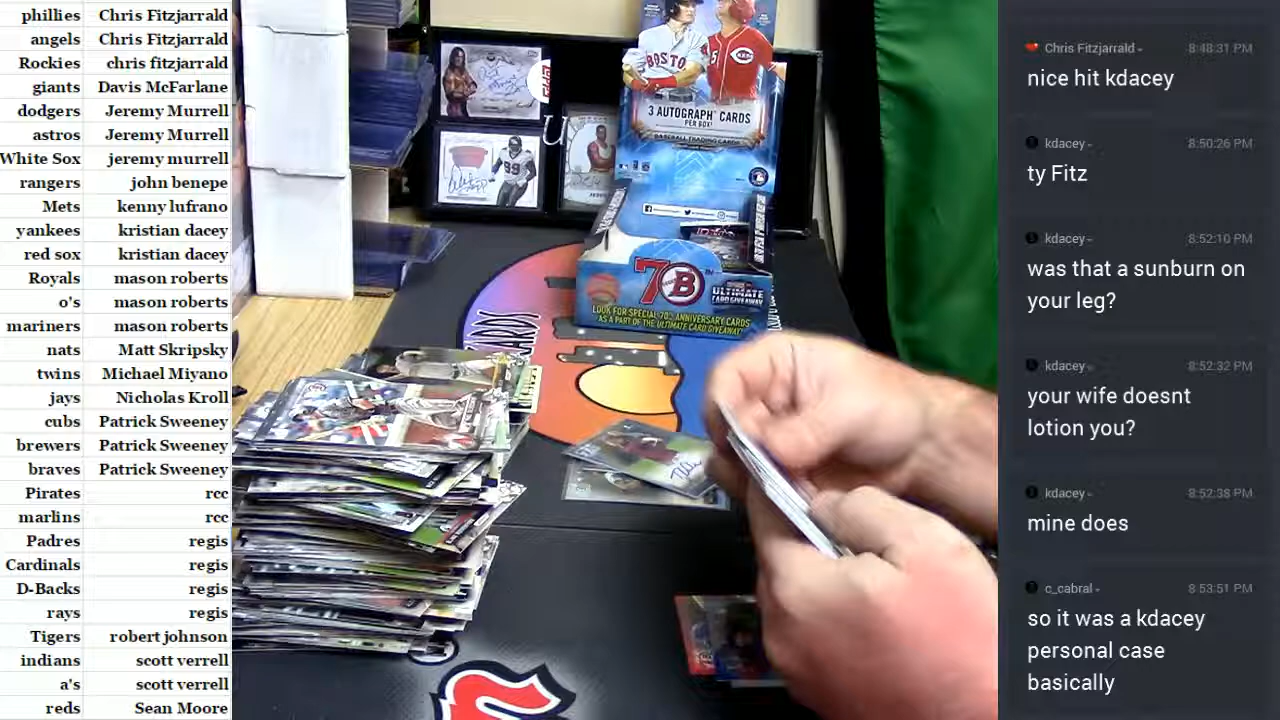 phillies Chris Fitzjarrald
angels Chris Fitzjarrald
Rockies chris fitzjarrald
giants Davis McFarlane
dodgers Jeremy Murrell
astros Jeremy Murrell
White Sox jeremy murrell
rangers john benepe
Mets kenny lufrano
yankees kristian dacey
red sox kristian dacey
Royals mason roberts
o's mason roberts
mariners mason roberts
nats Matt Skripsky
twins Michael Miyano
jays Nicholas Kroll
cubs Patrick Sweeney
brewers Patrick Sweeney
braves Patrick Sweeney
Pirates rcc
marlins rcc
Padres regis
Cardinals regis
D-Backs regis
rays regis
Tigers robert johnson
indians scott verrell
a's scott verrell
reds Sean Moore
BOSTO
3 AUTOGRAPH CARDS
PER BOX!
BASEBALL TRADING CARDS
70 B
ULTIMATE
CARD GIVEAWAY
LOOK FOR SPECIAL 70TH ANNIVERSARY CARDS
AS A PART OF THE ULTIMATE CARD GIVEAWAY!
U
99
CARDS
Chris Fitzjarrald 8:48:31 PM
nice hit kdacey
kdacey 8:50:26 PM
ty Fitz
kdacey 8:52:10 PM
was that a sunburn on
your leg?
kdacey 8:52:32 PM
your wife doesnt
lotion you?
kdacey 8:52:38 PM
mine does
c_cabral 8:53:51 PM
so it was a kdacey
personal case
basically